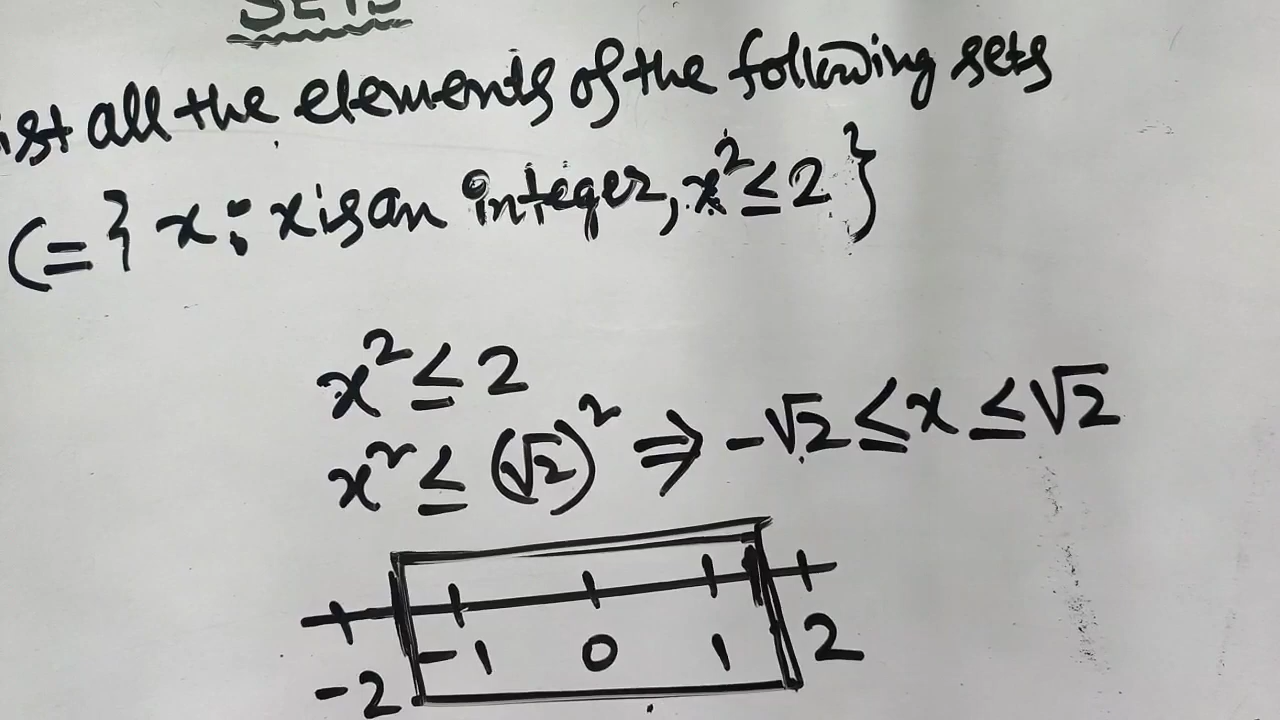 SETS
ist all the elements of the following sets
C = { x : x is an integer, x² ≤ 2 }
x² ≤ 2
x² ≤ (√2)² ⇒ -√2 ≤ x ≤ √2
-2 -1 0 1 2